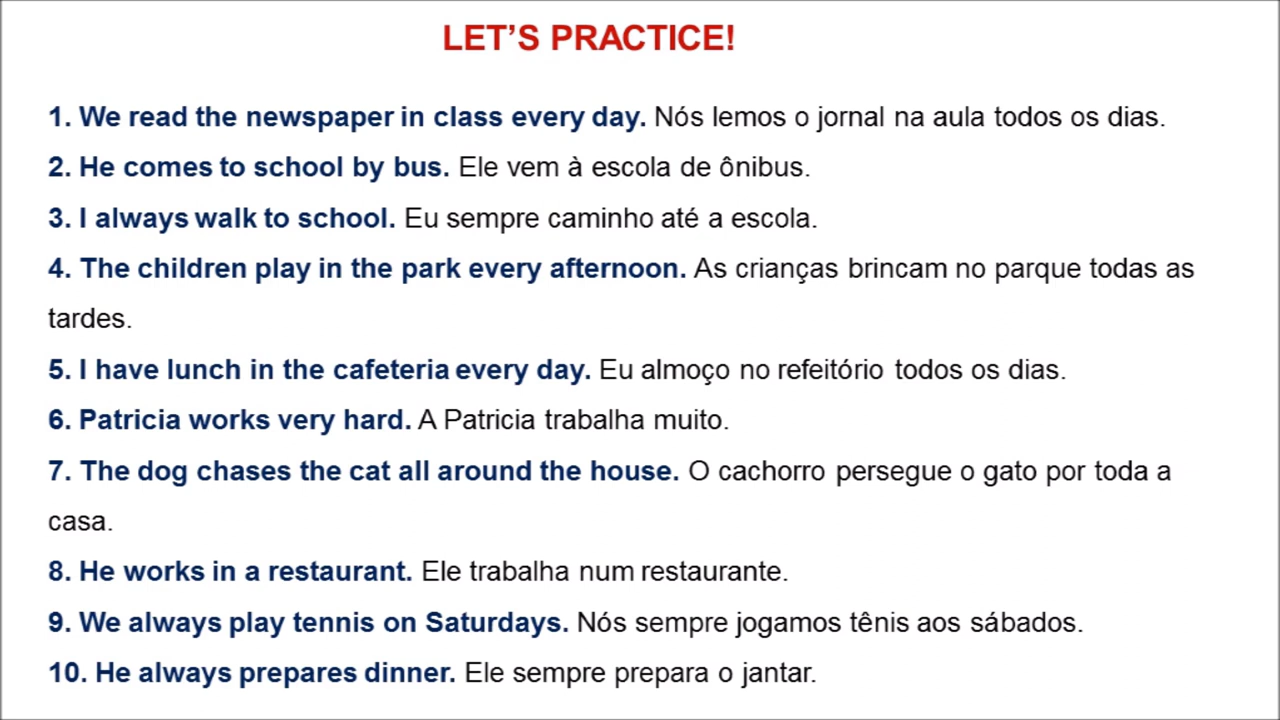 LET’S PRACTICE!
1. We read the newspaper in class every day. Nós lemos o jornal na aula todos os dias.
2. He comes to school by bus. Ele vem à escola de ônibus.
3. I always walk to school. Eu sempre caminho até a escola.
4. The children play in the park every afternoon. As crianças brincam no parque todas as
tardes.
5. I have lunch in the cafeteria every day. Eu almoço no refeitório todos os dias.
6. Patricia works very hard. A Patricia trabalha muito.
7. The dog chases the cat all around the house. O cachorro persegue o gato por toda a
casa.
8. He works in a restaurant. Ele trabalha num restaurante.
9. We always play tennis on Saturdays. Nós sempre jogamos tênis aos sábados.
10. He always prepares dinner. Ele sempre prepara o jantar.